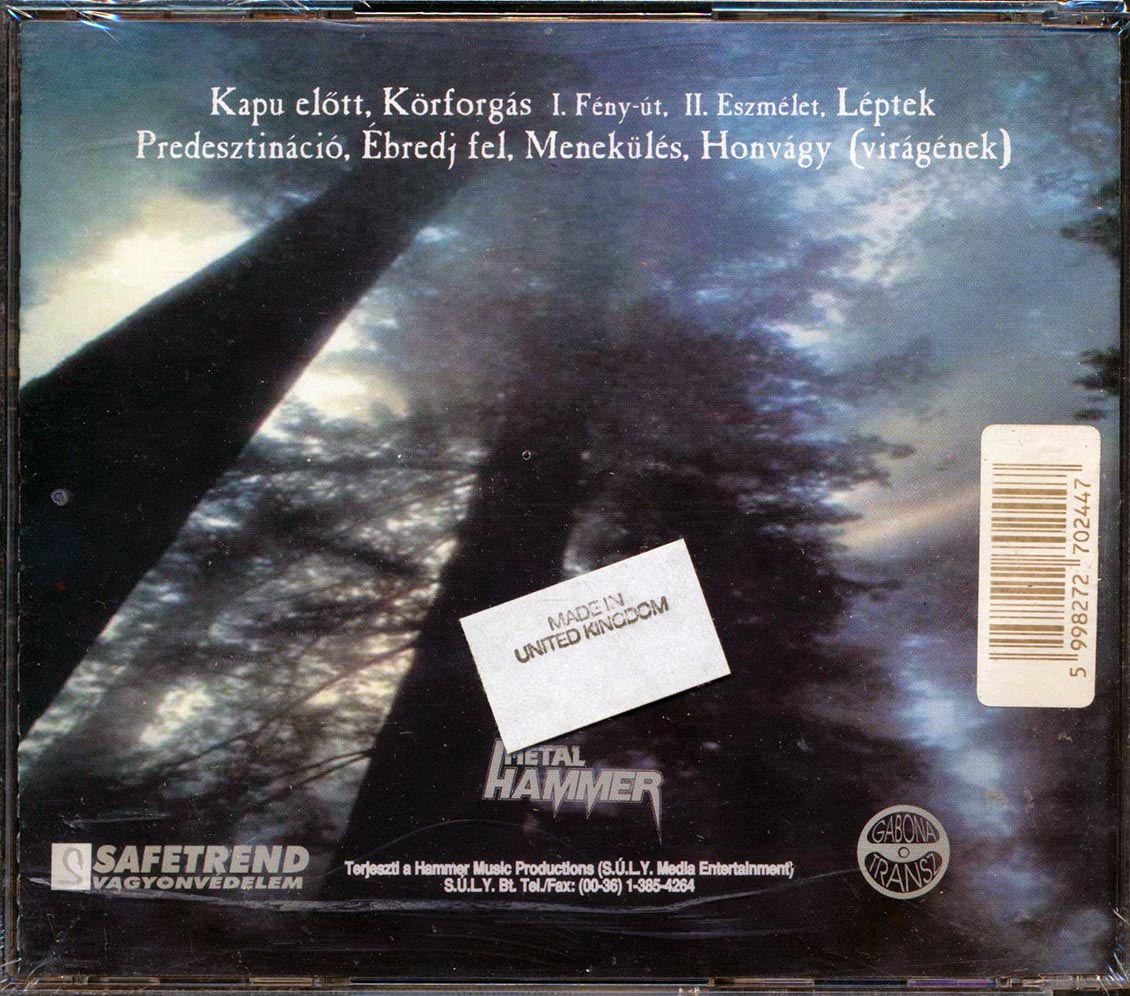 Kapu előtt, Körforgás I. Fény-út, II. Eszmélet, Léptek
Predesztináció, Ébredj fel, Menekülés, Honvágy (virágének)
5 998272 702447
MADE IN
UNITED KINGDOM
METAL
HAMMER
SAFETREND
VAGYONVÉDELEM
Terjeszti a Hammer Music Productions (S.Ú.L.Y. Media Entertainment)
S.Ú.L.Y. Bt. Tel./Fax: (00-36) 1-385-4264
GABONA
TRANSZ